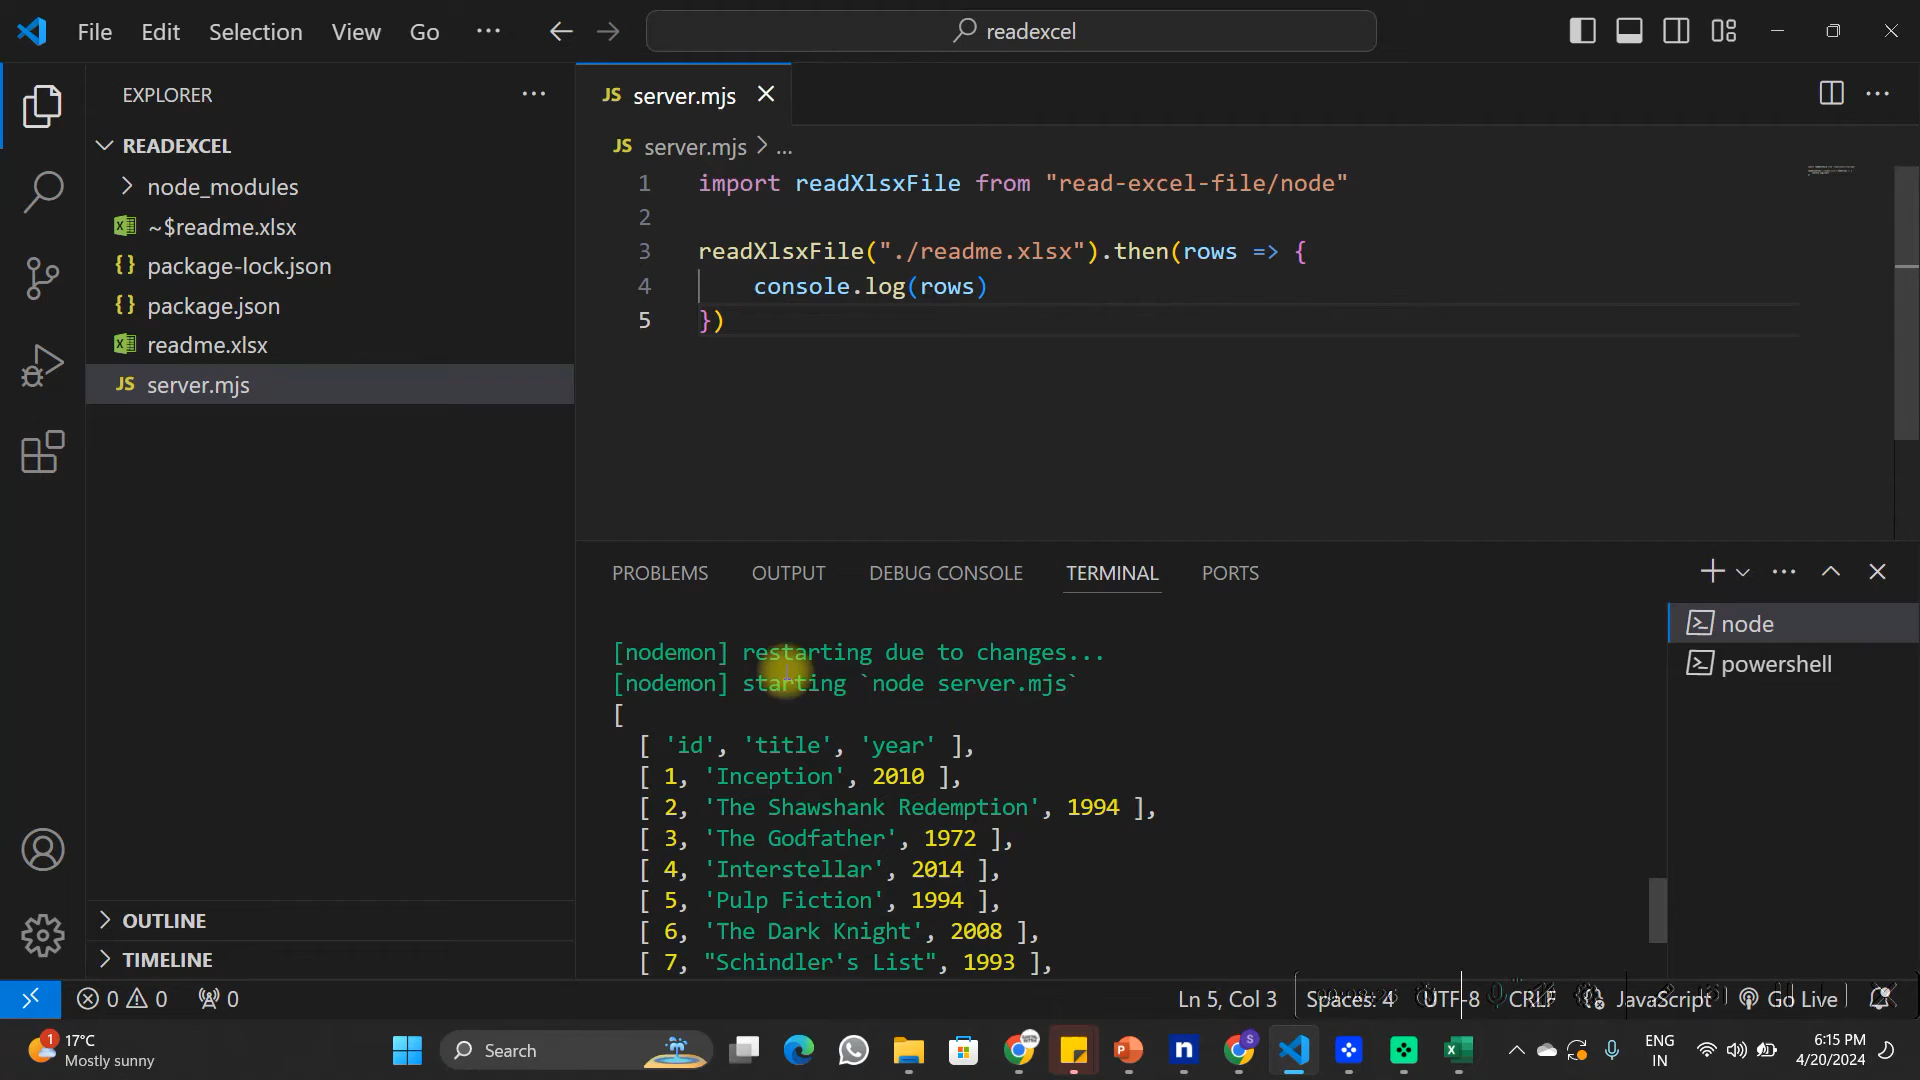 File Edit Selection View Go ··· readexcel
EXPLORER ···
READEXCEL
node_modules
~$readme.xlsx
{} package-lock.json
{} package.json
readme.xlsx
JS server.mjs
OUTLINE
TIMELINE
JS server.mjs
JS server.mjs > ...
1 import readXlsxFile from "read-excel-file/node"
2
3 readXlsxFile("./readme.xlsx").then(rows => {
4 console.log(rows)
5 })
PROBLEMS OUTPUT DEBUG CONSOLE TERMINAL PORTS
[nodemon] restarting due to changes...
[nodemon] starting `node server.mjs`
[
[ 'id', 'title', 'year' ],
[ 1, 'Inception', 2010 ],
[ 2, 'The Shawshank Redemption', 1994 ],
[ 3, 'The Godfather', 1972 ],
[ 4, 'Interstellar', 2014 ],
[ 5, 'Pulp Fiction', 1994 ],
[ 6, 'The Dark Knight', 2008 ],
[ 7, "Schindler's List", 1993 ],
node
powershell
0 0 0 Ln 5, Col 3 Spaces: 4 UTF-8 CRLF JavaScript Go Live
1 17°C
Mostly sunny
Search
ENG
IN
6:15 PM
4/20/2024